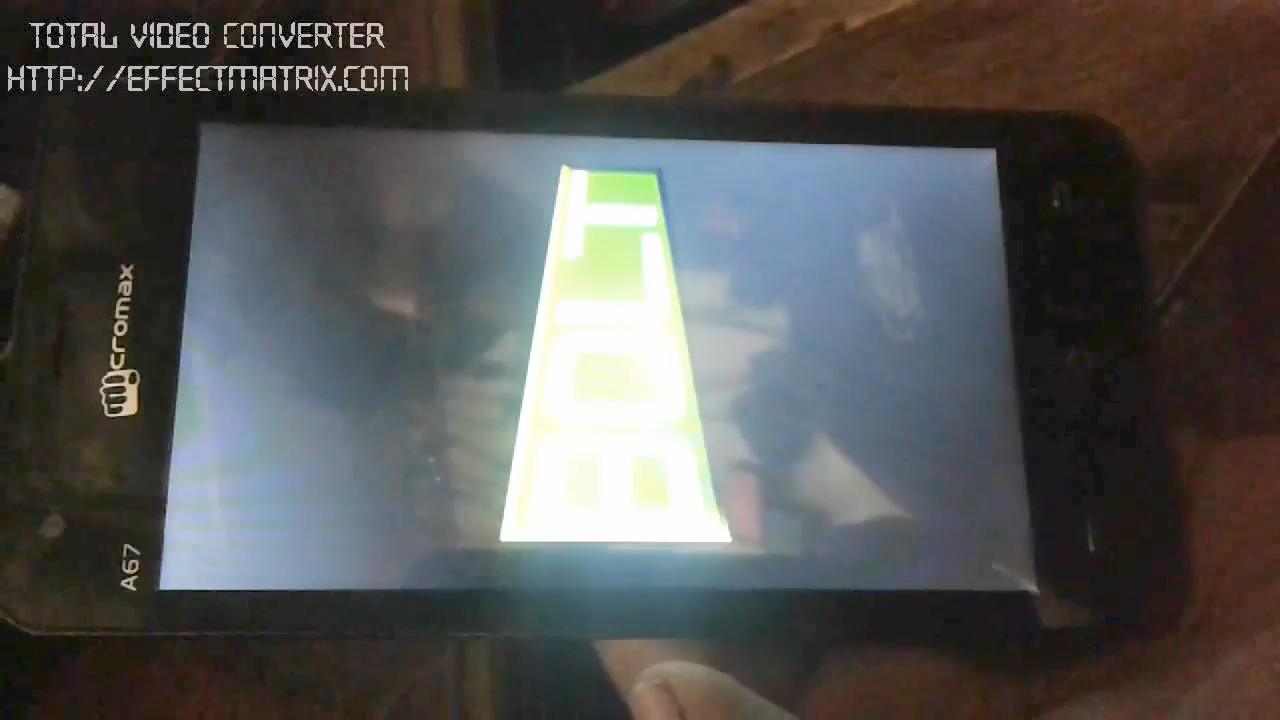 TOTAL VIDEO CONVERTER
HTTP://EFFECTMATRIX.COM
micromax
A67
BOLT